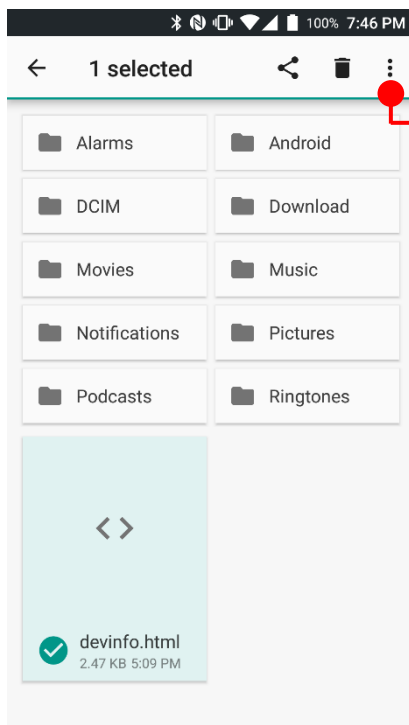 100% 7:46 PM
1 selected
Alarms
Android
DCIM
Download
Movies
Music
Notifications
Pictures
Podcasts
Ringtones
devinfo.html
2.47 KB 5:09 PM